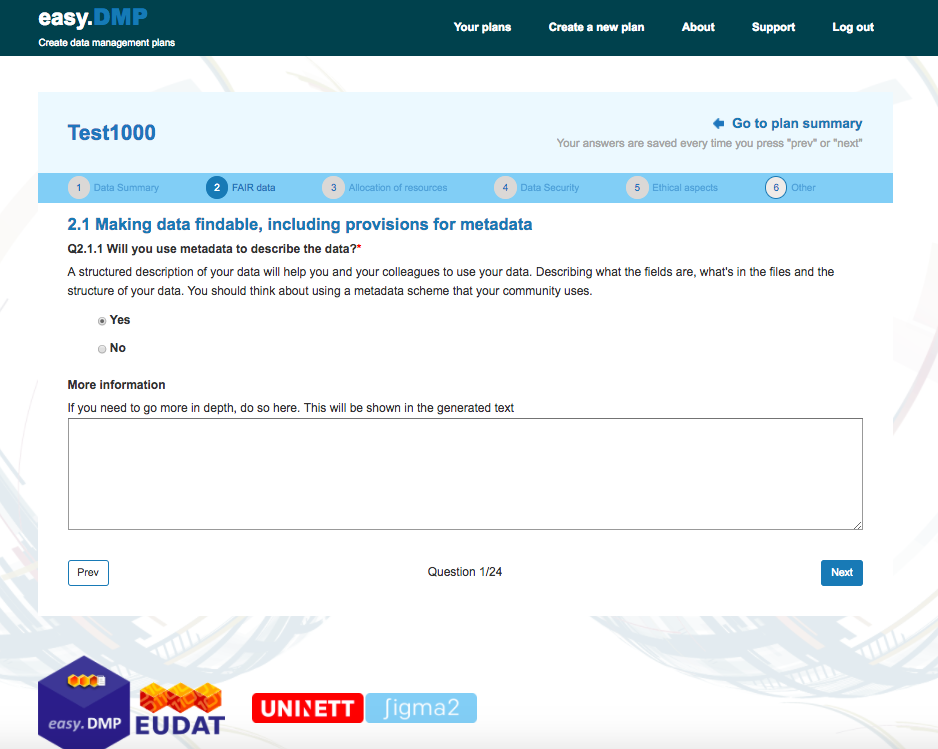 easy.DMP
Create data management plans
Your plans
Create a new plan
About
Support
Log out
Test1000
Go to plan summary
Your answers are saved every time you press "prev" or "next"
1 Data Summary
2 FAIR data
3 Allocation of resources
4 Data Security
5 Ethical aspects
6 Other
2.1 Making data findable, including provisions for metadata
Q2.1.1 Will you use metadata to describe the data?*
A structured description of your data will help you and your colleagues to use your data. Describing what the fields are, what's in the files and the
structure of your data. You should think about using a metadata scheme that your community uses.
Yes
No
More information
If you need to go more in depth, do so here. This will be shown in the generated text
Prev
Question 1/24
Next
easy.DMP
EUDAT
UNINETT
sigma2